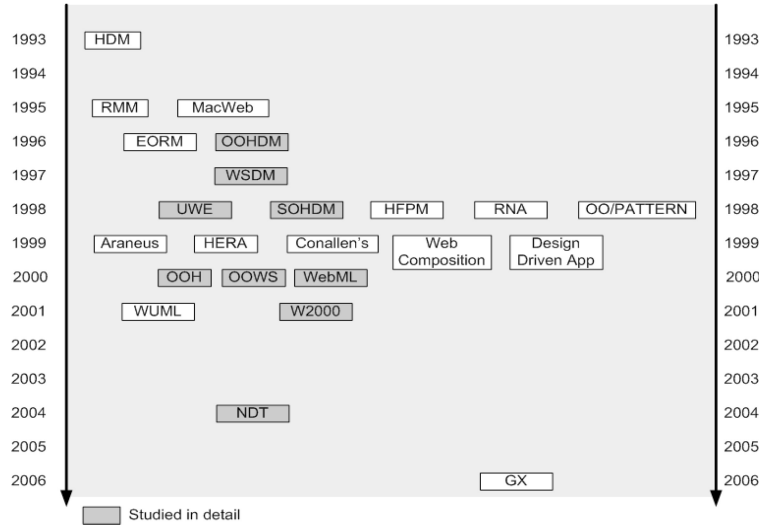 1993 HDM 1993
1994 1994
1995 RMM MacWeb 1995
1996 EORM OOHDM 1996
1997 WSDM 1997
1998 UWE SOHDM HFPM RNA OO/PATTERN 1998
1999 Araneus HERA Conallen's Web Design 1999
Composition Driven App
2000 OOH OOWS WebML 2000
2001 WUML W2000 2001
2002 2002
2003 2003
2004 NDT 2004
2005 2005
2006 GX 2006
Studied in detail